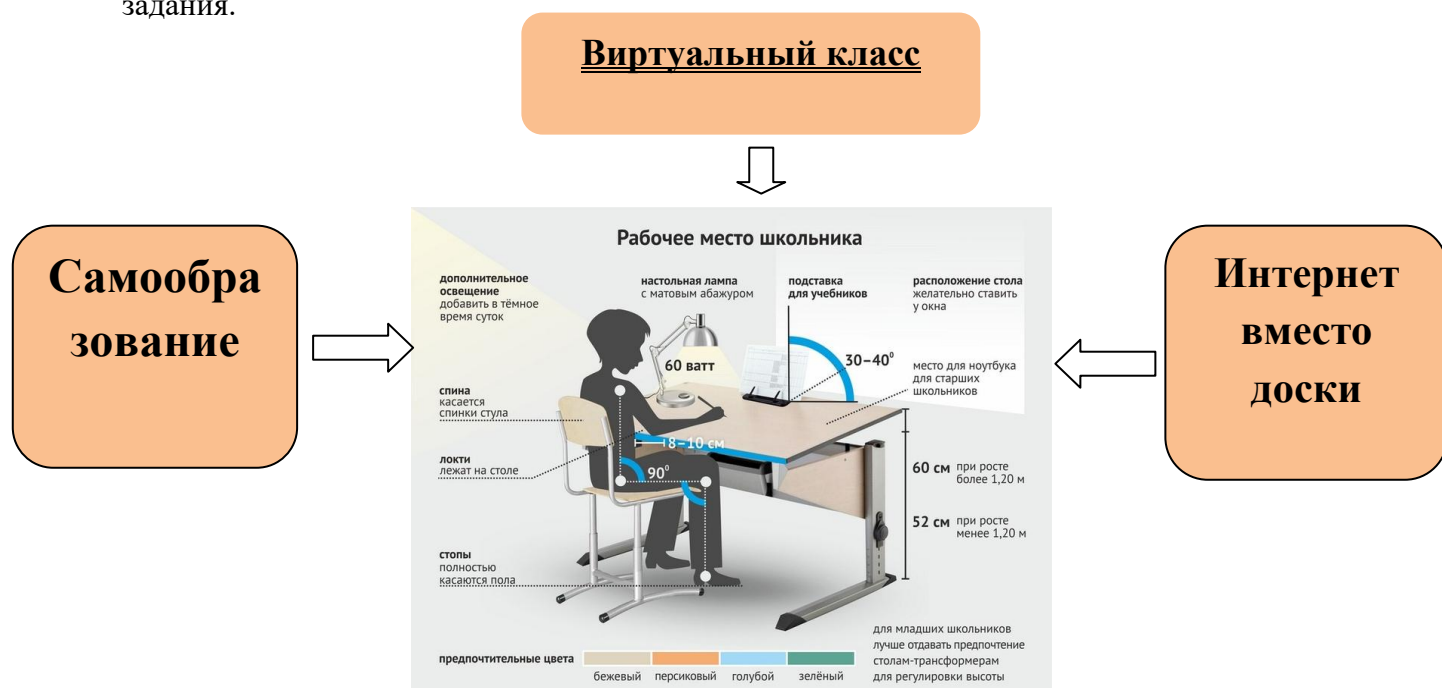 задания.
Виртуальный класс
Самообра
зование
Интернет
вместо
доски
Рабочее место школьника
дополнительное
освещение
добавить в тёмное
время суток
настольная лампа
с матовым абажуром
подставка
для учебников
расположение стола
желательно ставить
у окна
60 ватт
30–40⁰
место для ноутбука
для старших
школьников
спина
касается
спинки стула
8–10 см
локти
лежат на столе
90⁰
60 см при росте
более 1,20 м
52 см при росте
менее 1,20 м
стопы
полностью
касаются пола
для младших школьников
лучше отдавать предпочтение
столам-трансформерам
для регулировки высоты
предпочтительные цвета
бежевый персиковый голубой зелёный